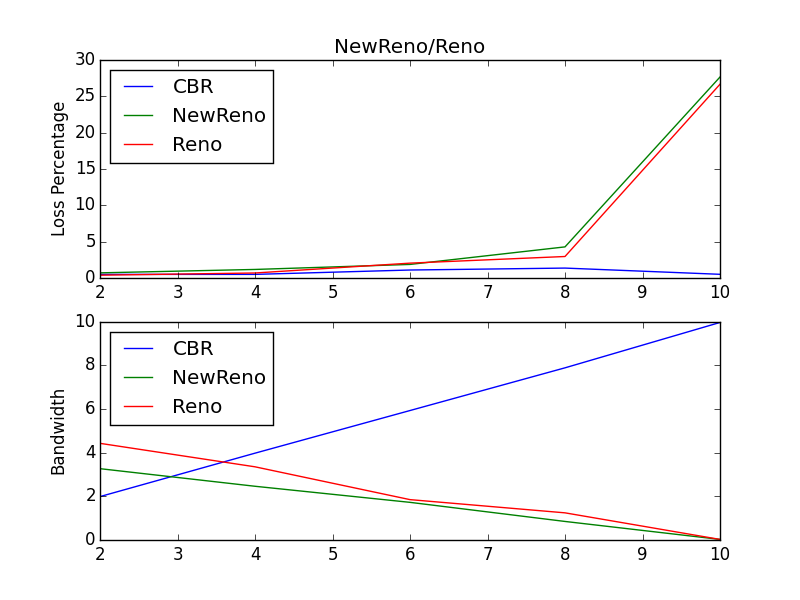 NewReno/Reno
30
25
20
15
10
5
0
Loss Percentage
CBR
NewReno
Reno
2 3 4 5 6 7 8 9 10
10
8
6
4
2
0
Bandwidth
CBR
NewReno
Reno
2 3 4 5 6 7 8 9 10